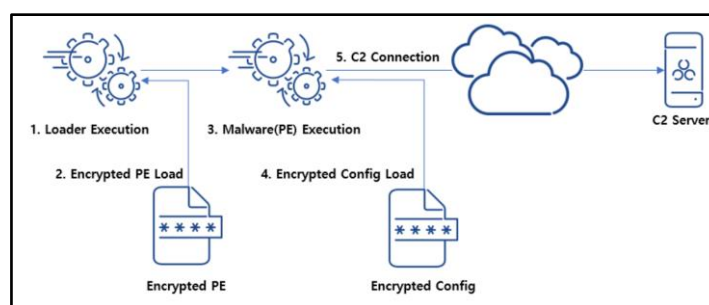 5. C2 Connection
C2 Server
1. Loader Execution
3. Malware(PE) Execution
2. Encrypted PE Load
4. Encrypted Config Load
****
****
Encrypted PE
Encrypted Config